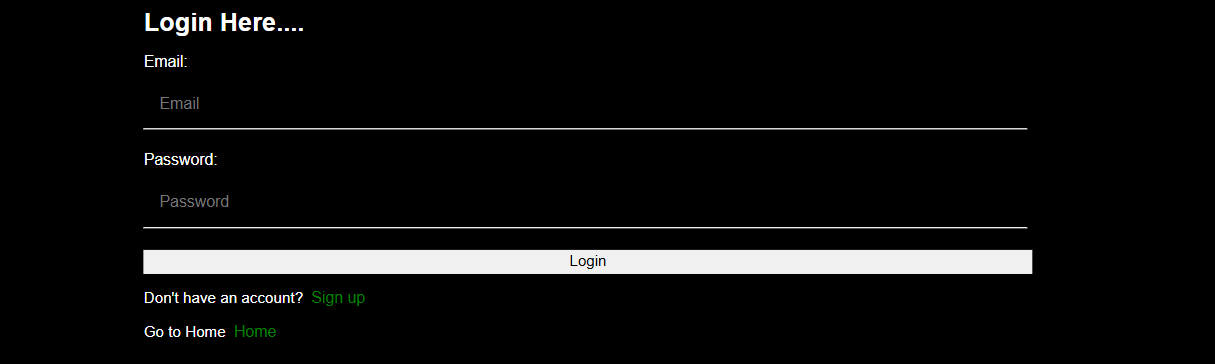 Login Here....
Email:
Email
Password:
Password
Login
Don't have an account? Sign up
Go to Home Home